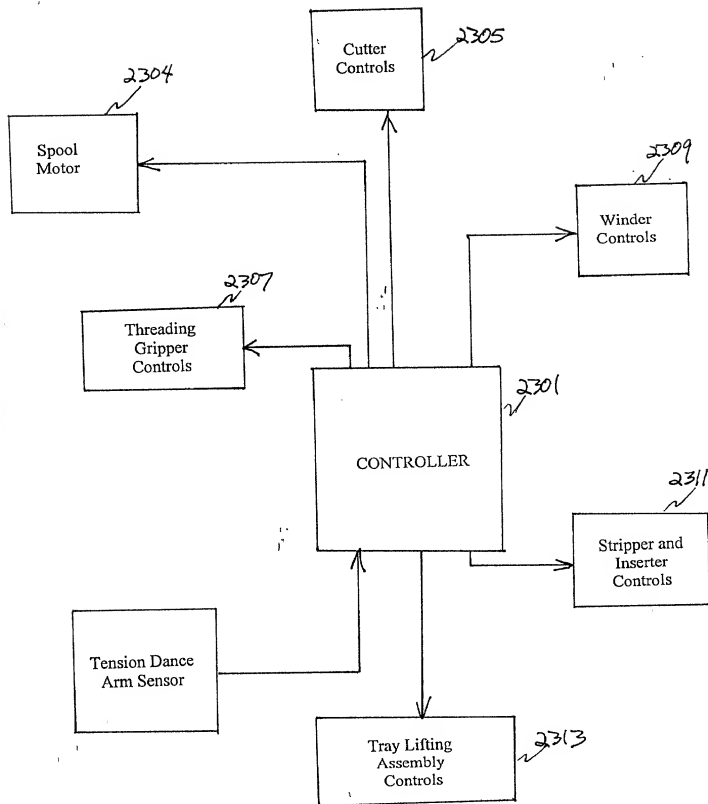 Cutter
Controls
2305
2304
Spool
Motor
2309
Winder
Controls
2307
Threading
Gripper
Controls
2301
CONTROLLER
2311
Stripper and
Inserter
Controls
Tension Dance
Arm Sensor
Tray Lifting
Assembly
Controls
2313